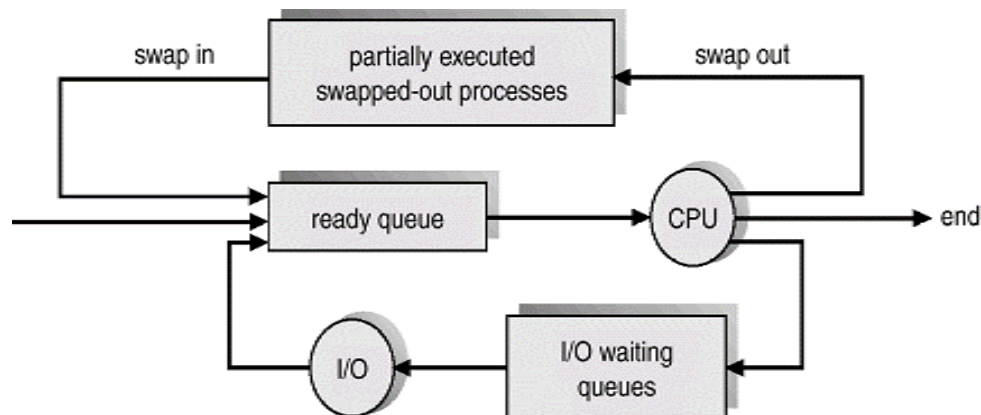 swap in
partially executed
swapped-out processes
swap out
ready queue
CPU
end
I/O
I/O waiting
queues